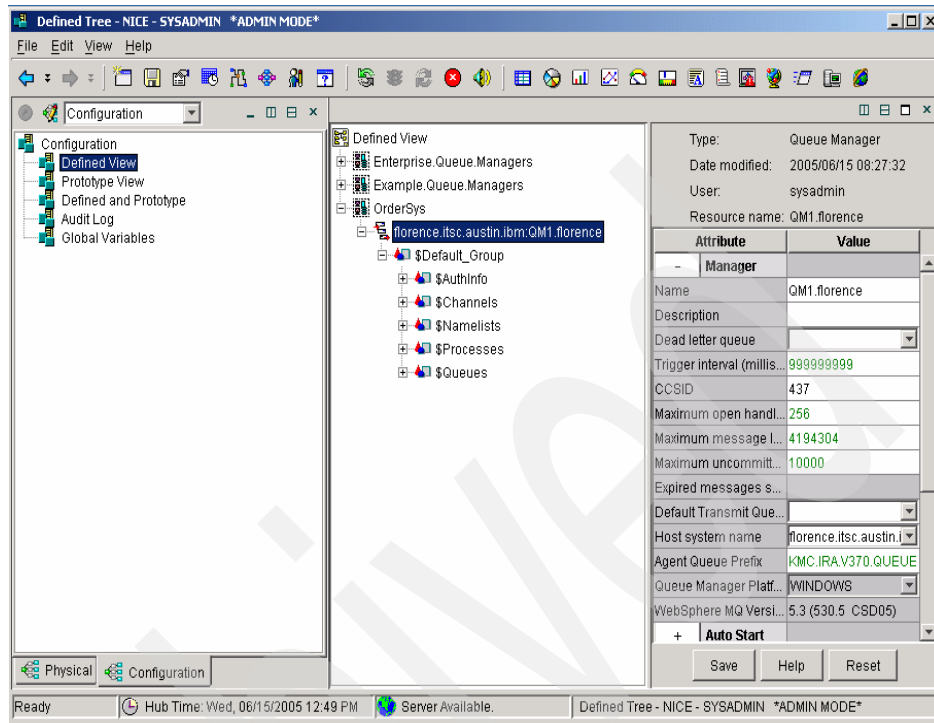 Defined Tree - NICE - SYSADMIN *ADMIN MODE*
File Edit View Help
Configuration
Configuration
Defined View
Prototype View
Defined and Prototype
Audit Log
Global Variables
Physical
Configuration
Defined View
Enterprise.Queue.Managers
Example.Queue.Managers
OrderSys
florence.itsc.austin.ibm:QM1.florence
$Default_Group
$AuthInfo
$Channels
$Namelists
$Processes
$Queues
Type: Queue Manager
Date modified: 2005/06/15 08:27:32
User: sysadmin
Resource name: QM1.florence
Attribute Value
- Manager
Name QM1.florence
Description
Dead letter queue
Trigger interval (millis... 999999999
CCSID 437
Maximum open handl... 256
Maximum message l... 4194304
Maximum uncommitt... 10000
Expired messages s...
Default Transmit Que...
Host system name florence.itsc.austin.i
Agent Queue Prefix KMC.IRA.V370.QUEUE
Queue Manager Platf... WINDOWS
WebSphere MQ Versi... 5.3 (530.5 CSD05)
+ Auto Start
Save Help Reset
Ready Hub Time: Wed, 06/15/2005 12:49 PM Server Available. Defined Tree - NICE - SYSADMIN *ADMIN MODE*